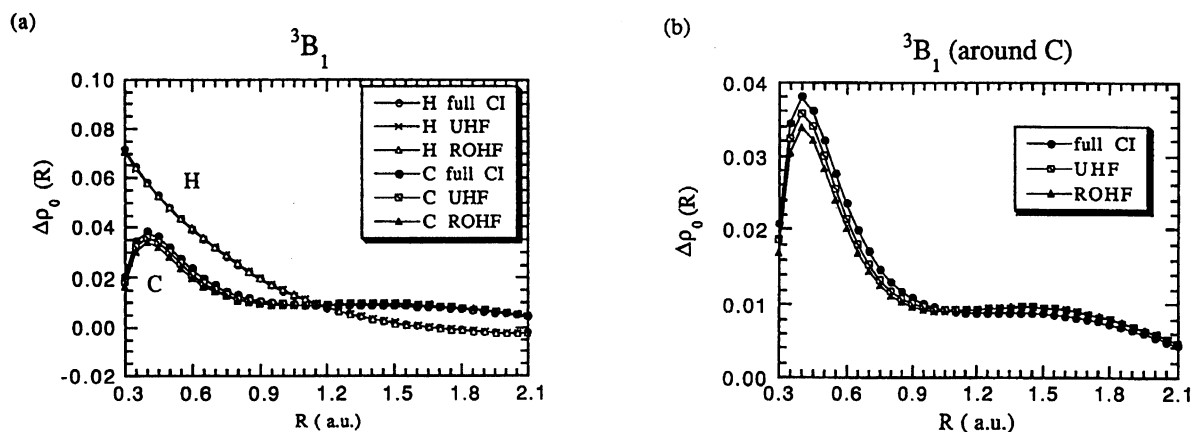 (a)
³B₁
Δρ₀ (R)
0.10
0.08
0.06
0.04
0.02
0.00
-0.02
H full CI
H UHF
H ROHF
C full CI
C UHF
C ROHF
H
C
0.3 0.6 0.9 1.2 1.5 1.8 2.1
R ( a.u.)
(b)
³B₁ (around C)
Δρ₀ (R)
0.04
0.03
0.02
0.01
0.00
full CI
UHF
ROHF
0.3 0.6 0.9 1.2 1.5 1.8 2.1
R ( a.u.)